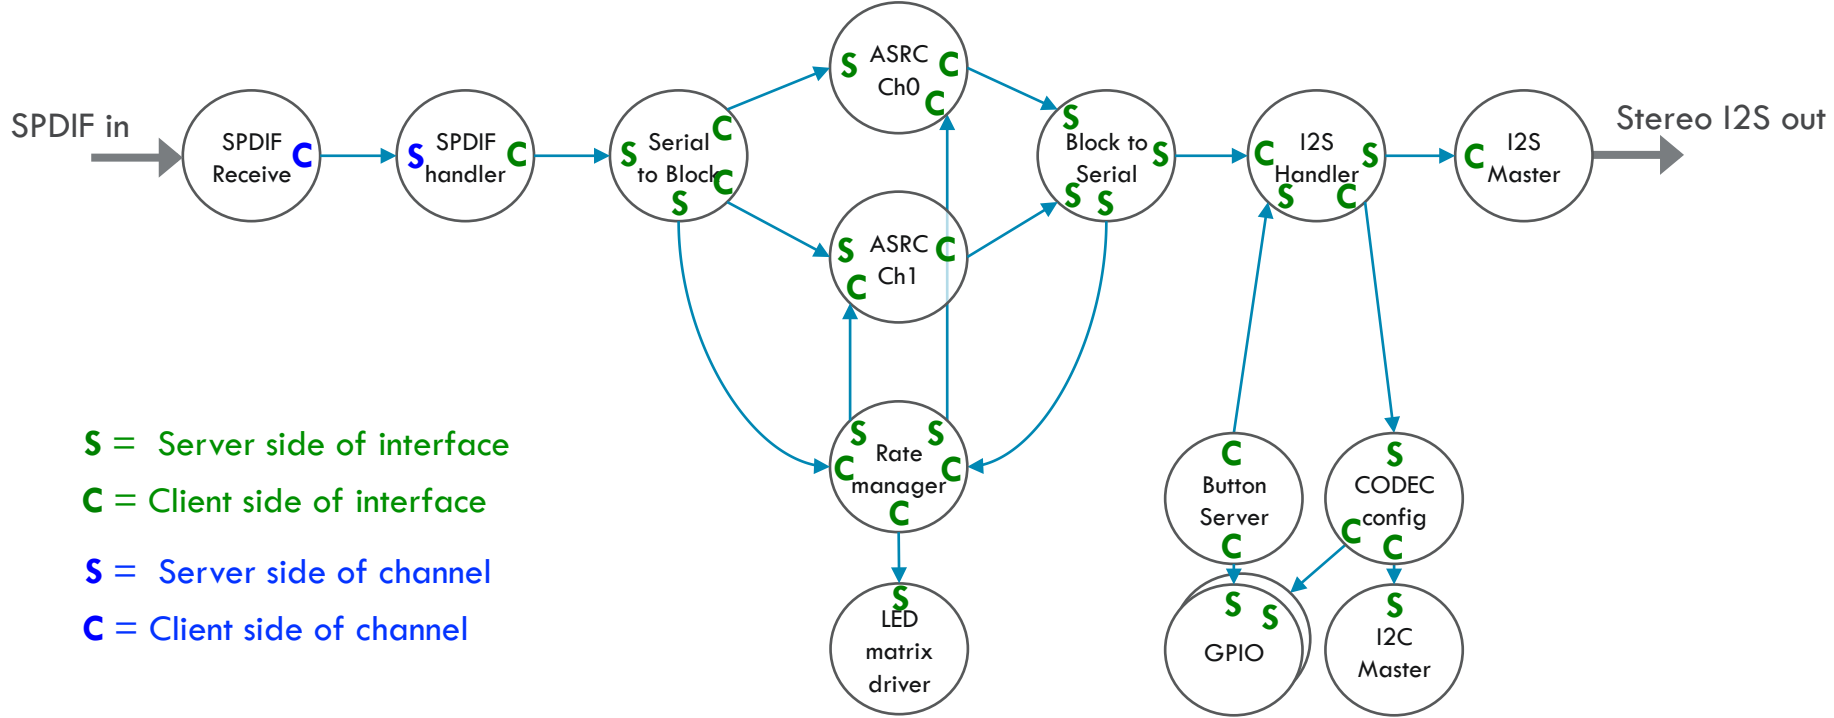 SPDIF in
SPDIF
Receive
C
S
SPDIF
handler
C
S
Serial
to Block
C
C
S
S
ASRC
Ch0
C
C
S
ASRC
Ch1
C
C
S
Block to
Serial
S
S
S
C
I2S
Handler
S
S
C
C
I2S
Master
Stereo I2S out
S
S
C
Rate
manager
C
C
S
LED
matrix
driver
C
Button
Server
C
S
CODEC
config
C
C
S
S
GPIO
S
I2C
Master
S = Server side of interface
C = Client side of interface
S = Server side of channel
C = Client side of channel